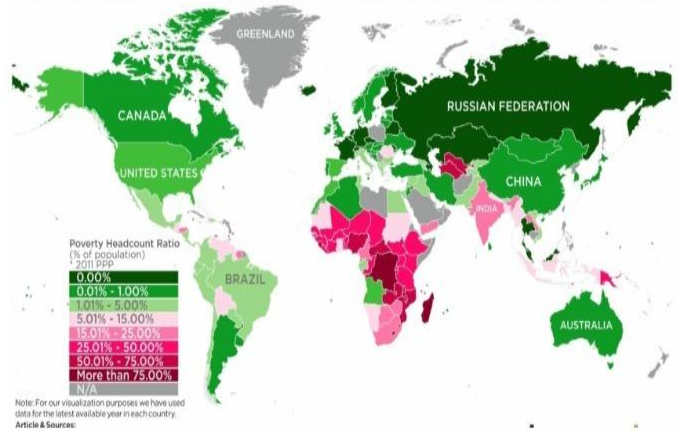 GREENLAND
CANADA
RUSSIAN FEDERATION
UNITED STATES
CHINA
INDIA
BRAZIL
AUSTRALIA
Poverty Headcount Ratio
(% of population)
* 2011 PPP
0.00%
0.01% - 1.00%
1.01% - 5.00%
5.01% - 15.00%
15.01% - 25.00%
25.01% - 50.00%
50.01% - 75.00%
More than 75.00%
N/A
Note: For our visualization purposes we have used
data for the latest available year in each country.
Article & Sources: